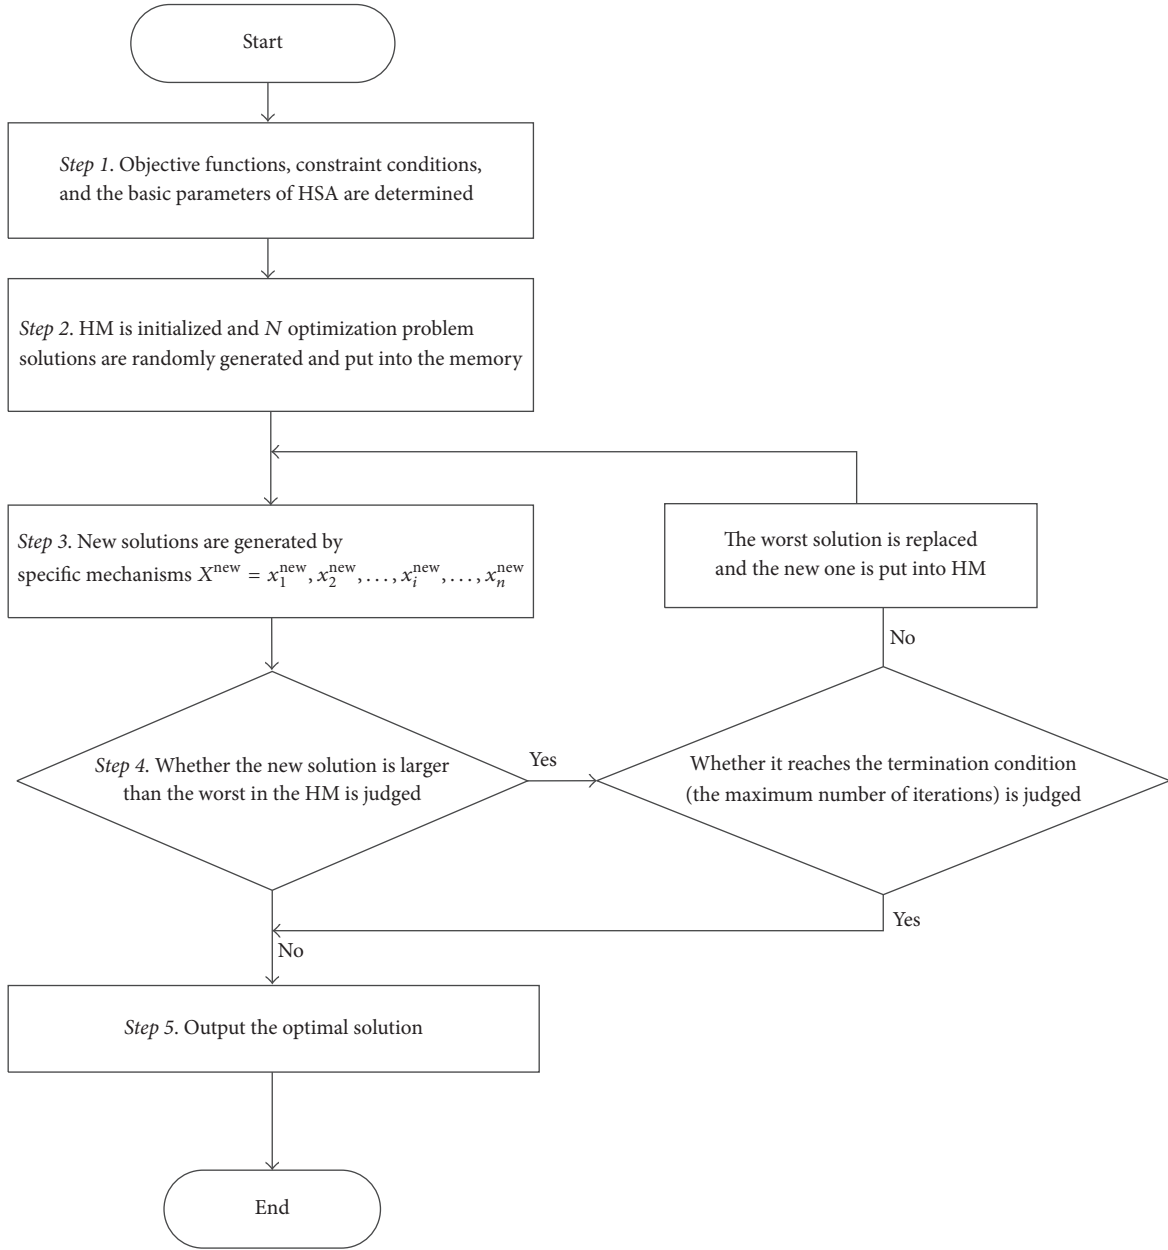 Start
Step 1. Objective functions, constraint conditions,
and the basic parameters of HSA are determined
Step 2. HM is initialized and N optimization problem
solutions are randomly generated and put into the memory
Step 3. New solutions are generated by
specific mechanisms X^new = x_1^new, x_2^new, . . . , x_i^new, . . . , x_n^new
The worst solution is replaced
and the new one is put into HM
No
Step 4. Whether the new solution is larger
than the worst in the HM is judged
Yes
Whether it reaches the termination condition
(the maximum number of iterations) is judged
Yes
No
Step 5. Output the optimal solution
End